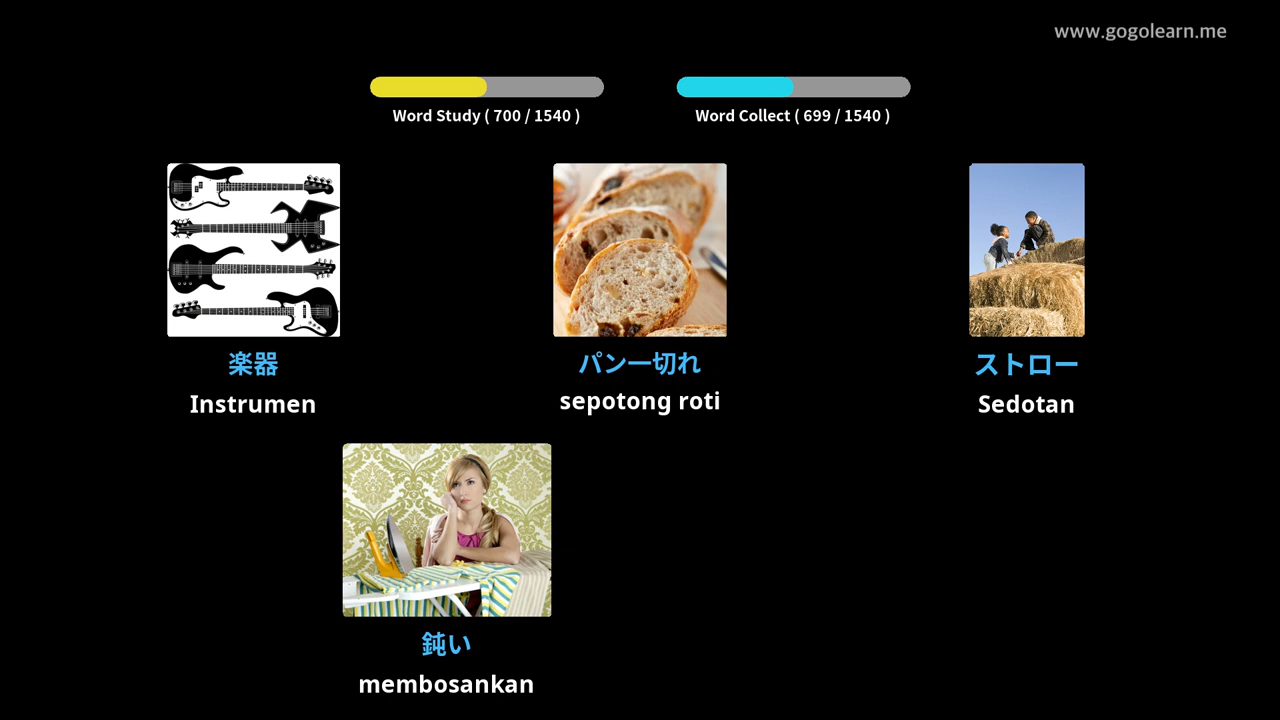 www.gogolearn.me
Word Study ( 700 / 1540 )
Word Collect ( 699 / 1540 )
楽器
Instrumen
パン一切れ
sepotong roti
ストロー
Sedotan
鈍い
membosankan